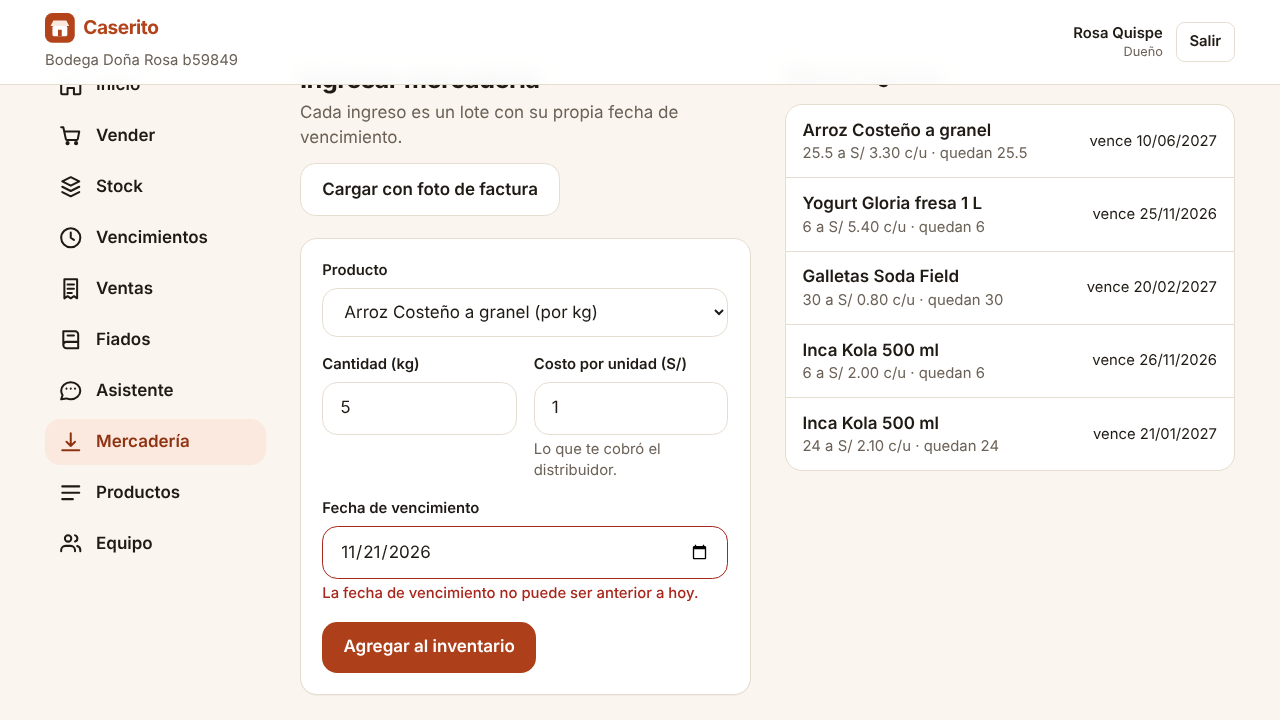 Caserito
Bodega Doña Rosa b59849
Rosa Quispe
Dueño
Salir
Inicio
Vender
Stock
Vencimientos
Ventas
Fiados
Asistente
Mercadería
Productos
Equipo
Ingresar mercadería
Cada ingreso es un lote con su propia fecha de
vencimiento.
Cargar con foto de factura
Producto
Arroz Costeño a granel (por kg)
Cantidad (kg)
Costo por unidad (S/)
5
1
Lo que te cobró el
distribuidor.
Fecha de vencimiento
11/21/2026
La fecha de vencimiento no puede ser anterior a hoy.
Agregar al inventario
Arroz Costeño a granel
25.5 a S/ 3.30 c/u · quedan 25.5
vence 10/06/2027
Yogurt Gloria fresa 1 L
6 a S/ 5.40 c/u · quedan 6
vence 25/11/2026
Galletas Soda Field
30 a S/ 0.80 c/u · quedan 30
vence 20/02/2027
Inca Kola 500 ml
6 a S/ 2.00 c/u · quedan 6
vence 26/11/2026
Inca Kola 500 ml
24 a S/ 2.10 c/u · quedan 24
vence 21/01/2027